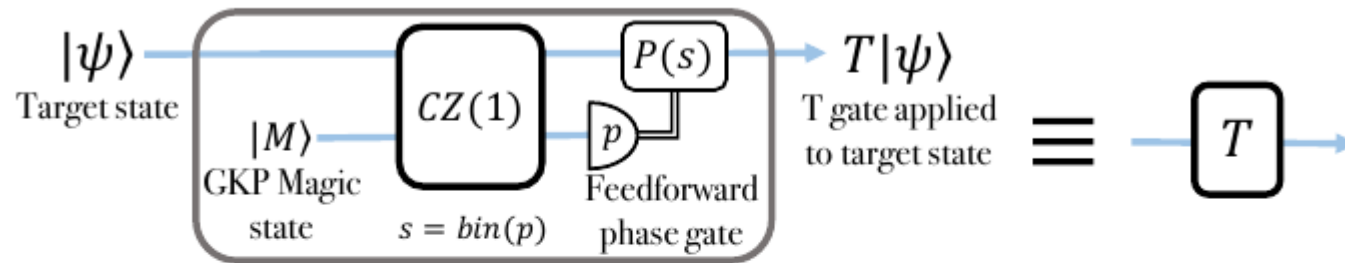 |ψ⟩
Target state
|M⟩
GKP Magic
state
CZ(1)
s = bin(p)
P(s)
p
Feedforward
phase gate
T|ψ⟩
T gate applied
to target state
≡
T